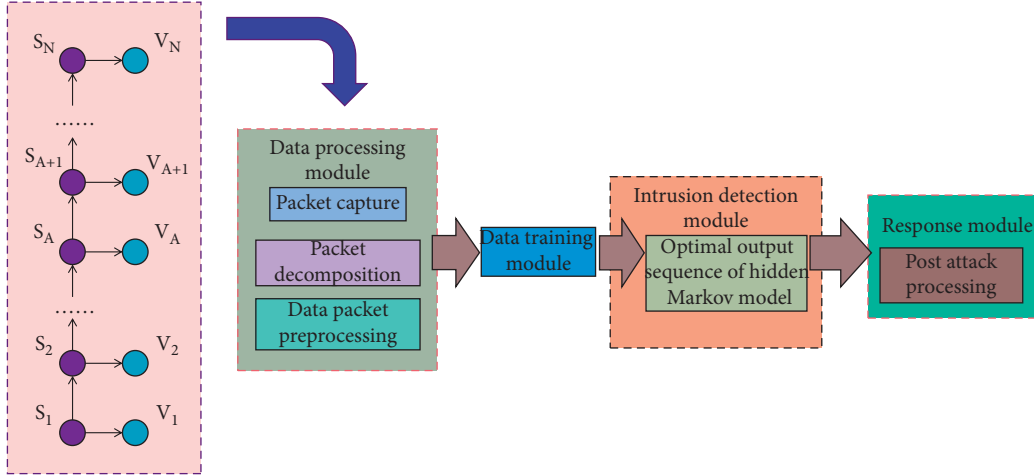 S_N V_N
......
S_{A+1} V_{A+1}
S_A V_A
......
S_2 V_2
S_1 V_1
Data processing
module
Packet capture
Packet
decomposition
Data packet
preprocessing
Data training
module
Intrusion detection
module
Optimal output
sequence of hidden
Markov model
Response module
Post attack
processing